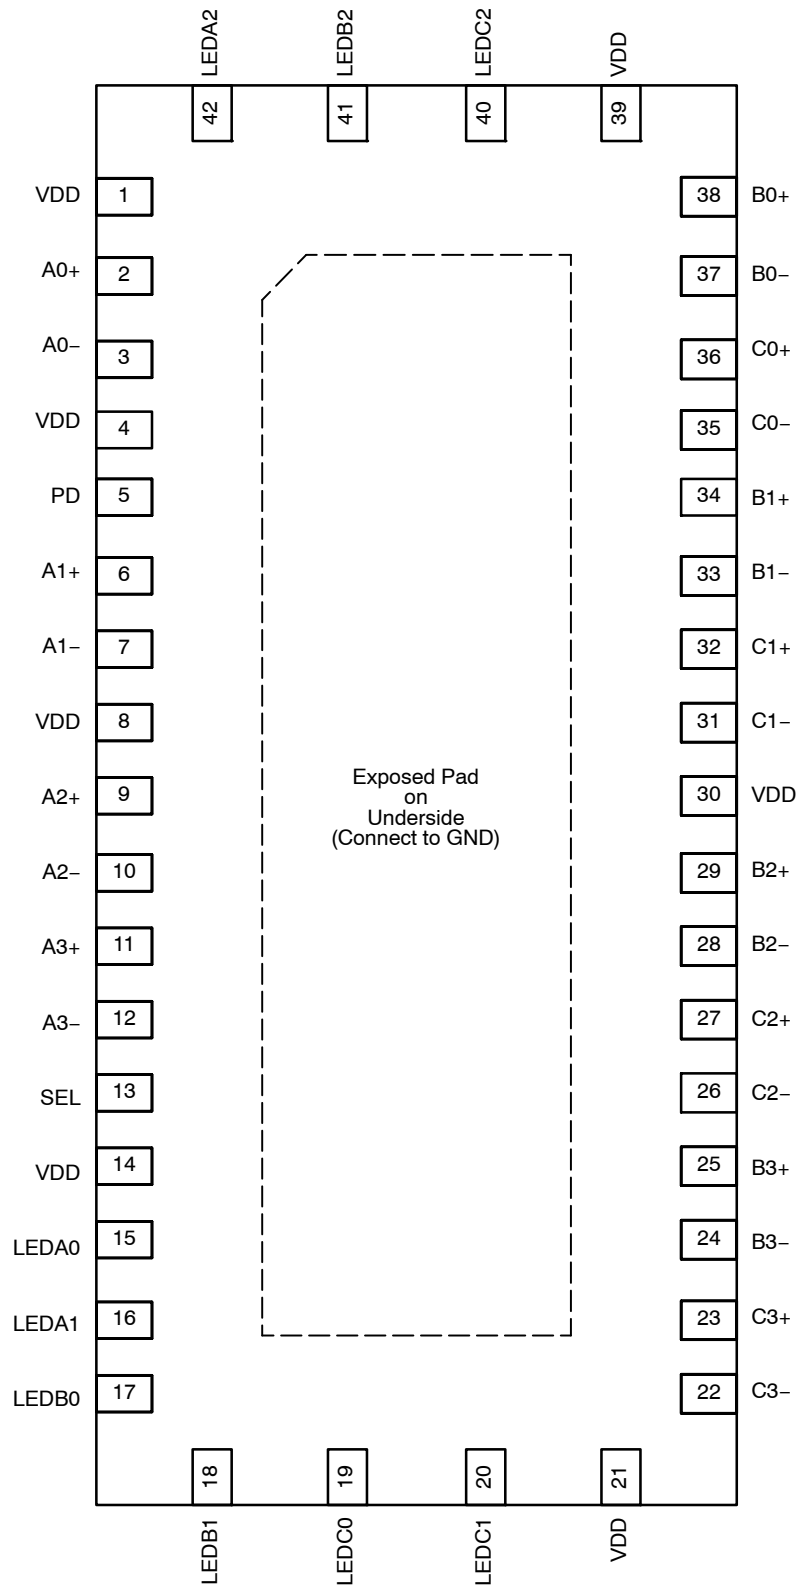 LEDA2
LEDB2
LEDC2
VDD
42
41
40
39
VDD 1 38 B0+
A0+ 2 37 B0−
A0− 3 36 C0+
VDD 4 35 C0−
PD 5 34 B1+
A1+ 6 33 B1−
A1− 7 32 C1+
VDD 8 31 C1−
A2+ 9 30 VDD
A2− 10 29 B2+
A3+ 11 28 B2−
A3− 12 27 C2+
SEL 13 26 C2−
VDD 14 25 B3+
LEDA0 15 24 B3−
LEDA1 16 23 C3+
LEDB0 17 22 C3−
Exposed Pad
on
Underside
(Connect to GND)
18
19
20
21
LEDB1
LEDC0
LEDC1
VDD